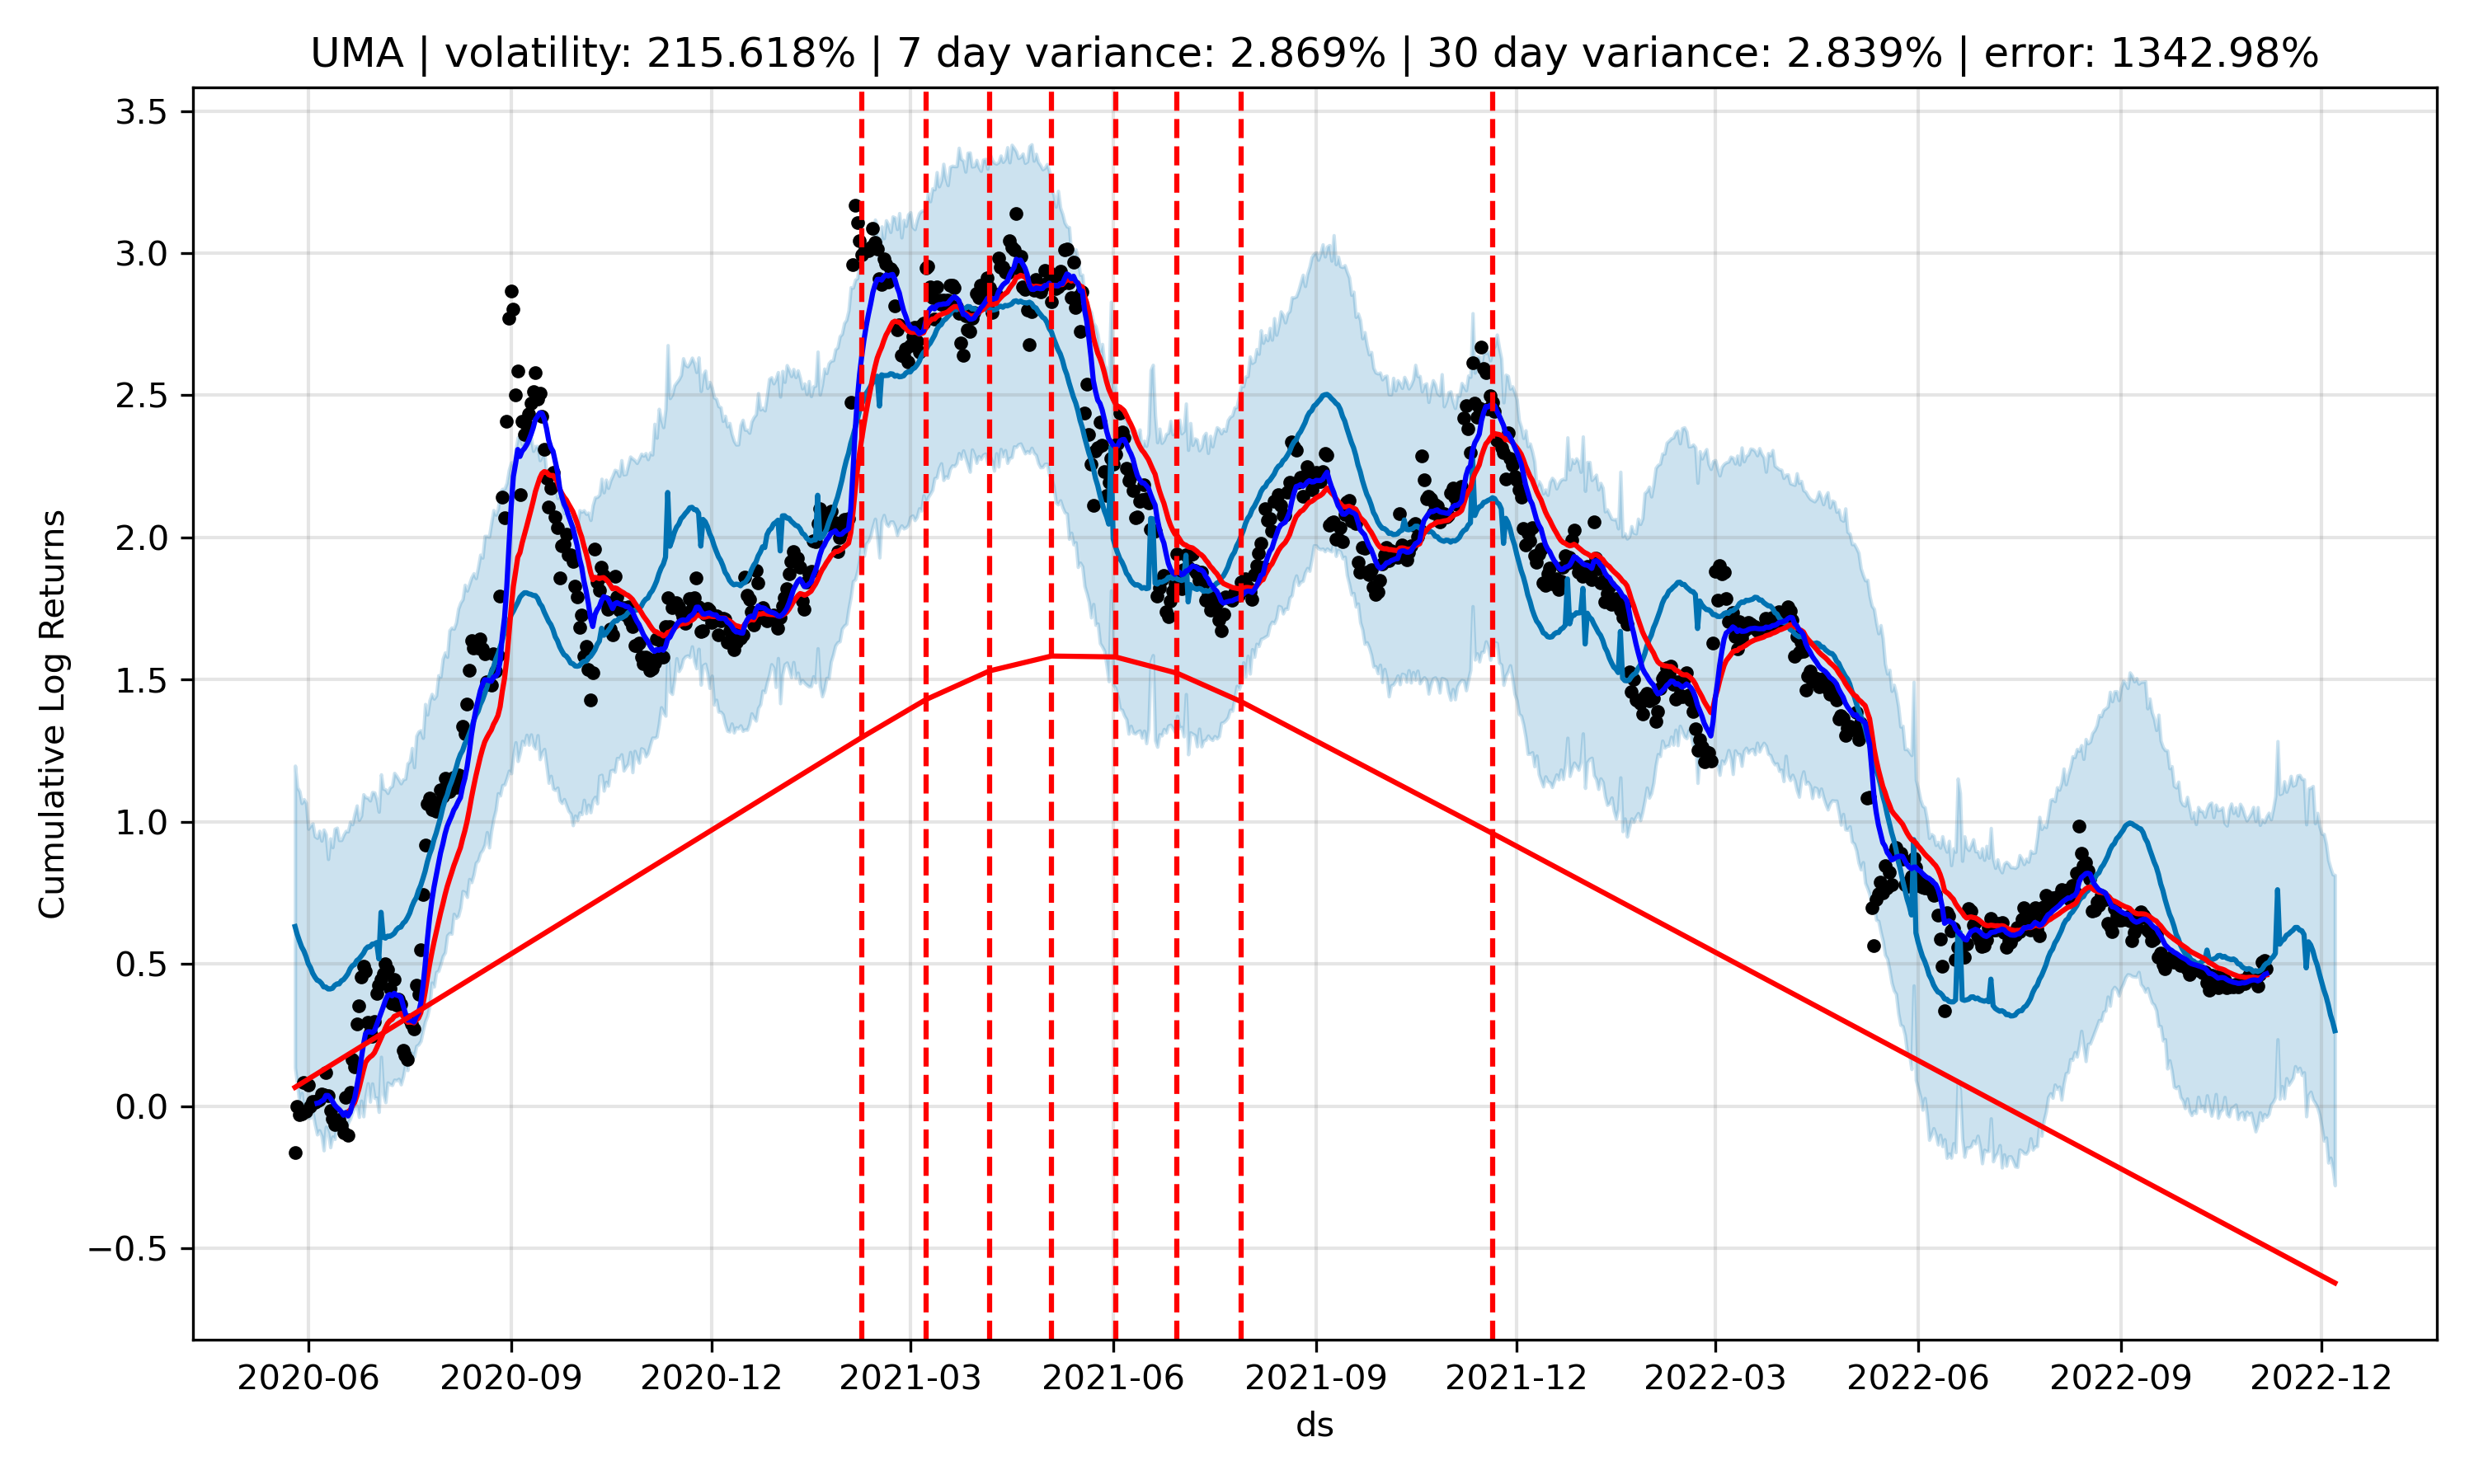 UMA | volatility: 215.618% | 7 day variance: 2.869% | 30 day variance: 2.839% | error: 1342.98%
3.5
3.0
2.5
2.0
1.5
1.0
0.5
0.0
−0.5
Cumulative Log Returns
2020-06 2020-09 2020-12 2021-03 2021-06 2021-09 2021-12 2022-03 2022-06 2022-09 2022-12
ds